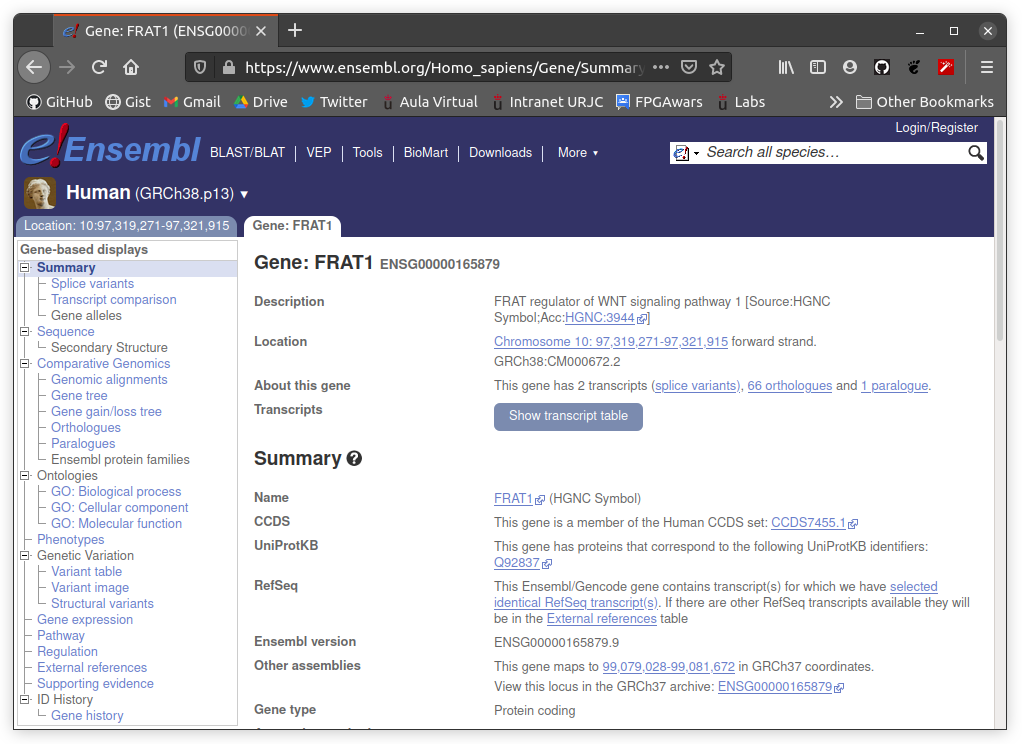 Gene: FRAT1 (ENSG0000
https://www.ensembl.org/Homo_sapiens/Gene/Summary
GitHub Gist Gmail Drive Twitter Aula Virtual Intranet URJC FPGAwars Labs Other Bookmarks
Login/Register
e!Ensembl BLAST/BLAT | VEP | Tools | BioMart | Downloads | More Search all species…
Human (GRCh38.p13)
Location: 10:97,319,271-97,321,915 Gene: FRAT1
Gene-based displays
Summary
Splice variants
Transcript comparison
Gene alleles
Sequence
Secondary Structure
Comparative Genomics
Genomic alignments
Gene tree
Gene gain/loss tree
Orthologues
Paralogues
Ensembl protein families
Ontologies
GO: Biological process
GO: Cellular component
GO: Molecular function
Phenotypes
Genetic Variation
Variant table
Variant image
Structural variants
Gene expression
Pathway
Regulation
External references
Supporting evidence
ID History
Gene history
Gene: FRAT1 ENSG00000165879
Description FRAT regulator of WNT signaling pathway 1 [Source:HGNC
Symbol;Acc:HGNC:3944]
Location Chromosome 10: 97,319,271-97,321,915 forward strand.
GRCh38:CM000672.2
About this gene This gene has 2 transcripts (splice variants), 66 orthologues and 1 paralogue.
Transcripts Show transcript table
Summary
Name FRAT1 (HGNC Symbol)
CCDS This gene is a member of the Human CCDS set: CCDS7455.1
UniProtKB This gene has proteins that correspond to the following UniProtKB identifiers:
Q92837
RefSeq This Ensembl/Gencode gene contains transcript(s) for which we have selected
identical RefSeq transcript(s). If there are other RefSeq transcripts available they will
be in the External references table
Ensembl version ENSG00000165879.9
Other assemblies This gene maps to 99,079,028-99,081,672 in GRCh37 coordinates.
View this locus in the GRCh37 archive: ENSG00000165879
Gene type Protein coding